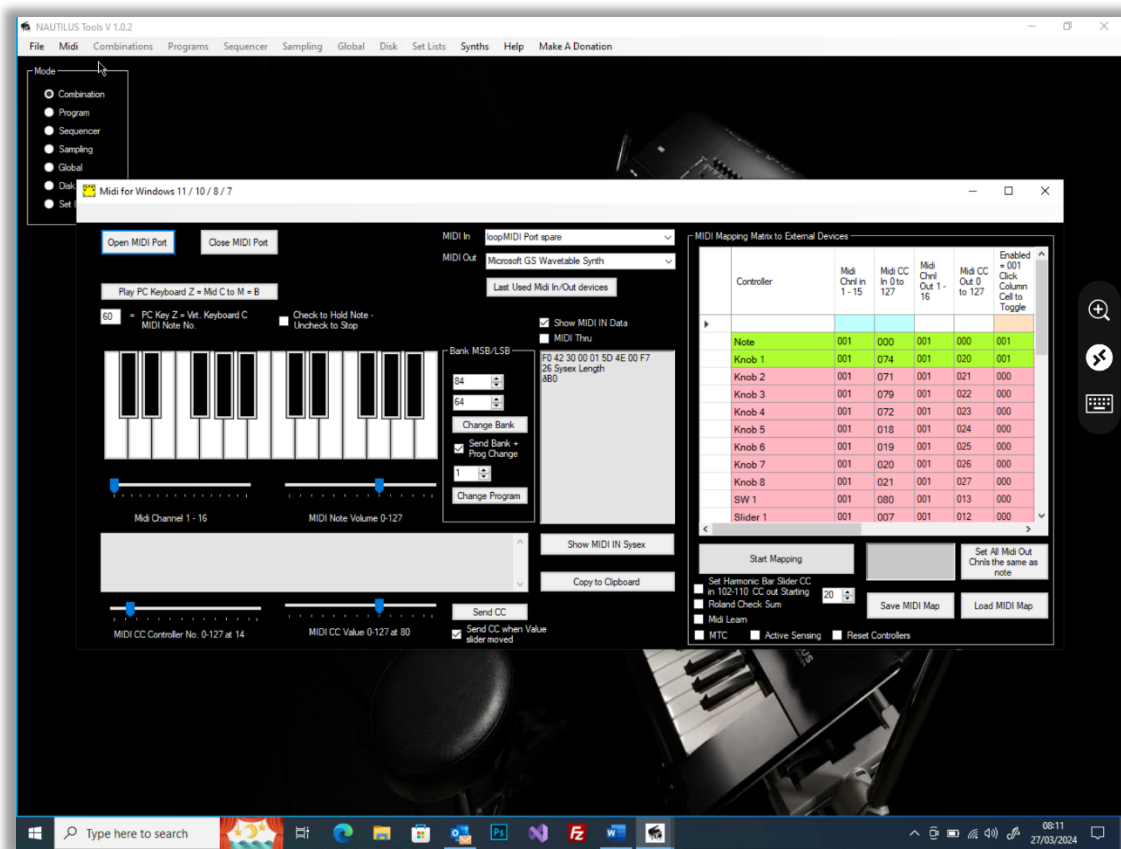 NAUTILUS Tools V 1.0.2
File Midi Combinations Programs Sequencer Sampling Global Disk Set Lists Synths Help Make A Donation
Mode
Combination
Program
Sequencer
Sampling
Global
Disk
Set
Midi for Windows 11 / 10 / 8 / 7
Open MIDI Port
Close MIDI Port
MIDI In
loopMIDI Port spare
MIDI Out
Microsoft GS Wavetable Synth
Last Used Midi In/Out devices
Play PC Keyboard Z = Mid C to M = B
60 = PC Key Z = Virt. Keyboard C
MIDI Note No.
Check to Hold Note -
Uncheck to Stop
Show MIDI IN Data
MIDI Thru
Bank MSB/LSB
84
64
Change Bank
Send Bank +
Prog Change
1
Change Program
F0 42 30 00 01 5D 4E 00 F7
26 Sysex Length
ðB0
Midi Channel 1 - 16
MIDI Note Volume 0-127
Show MIDI IN Sysex
Copy to Clipboard
MIDI CC Controller No. 0-127 at 14
MIDI CC Value 0-127 at 80
Send CC
Send CC when Value
slider moved
MIDI Mapping Matrix to External Devices
Controller
Midi
Chnl in
1 - 15
Midi CC
In 0 to
127
Midi
Chnl
Out 1 -
16
Midi CC
Out 0
to 127
Enabled
= 001
Click
Column
Cell to
Toggle
Note 001 000 001 000 001
Knob 1 001 074 001 020 001
Knob 2 001 071 001 021 000
Knob 3 001 079 001 022 000
Knob 4 001 072 001 023 000
Knob 5 001 018 001 024 000
Knob 6 001 019 001 025 000
Knob 7 001 020 001 026 000
Knob 8 001 021 001 027 000
SW 1 001 080 001 013 000
Slider 1 001 007 001 012 000
Start Mapping
Set All Midi Out
Chnls the same as
note
Set Harmonic Bar Slider CC
in 102-110 CC out Starting
20
Roland Check Sum
Midi Learn
MTC
Active Sensing
Reset Controllers
Save MIDI Map
Load MIDI Map
Type here to search
Ps
Fz
W
08:11
27/03/2024